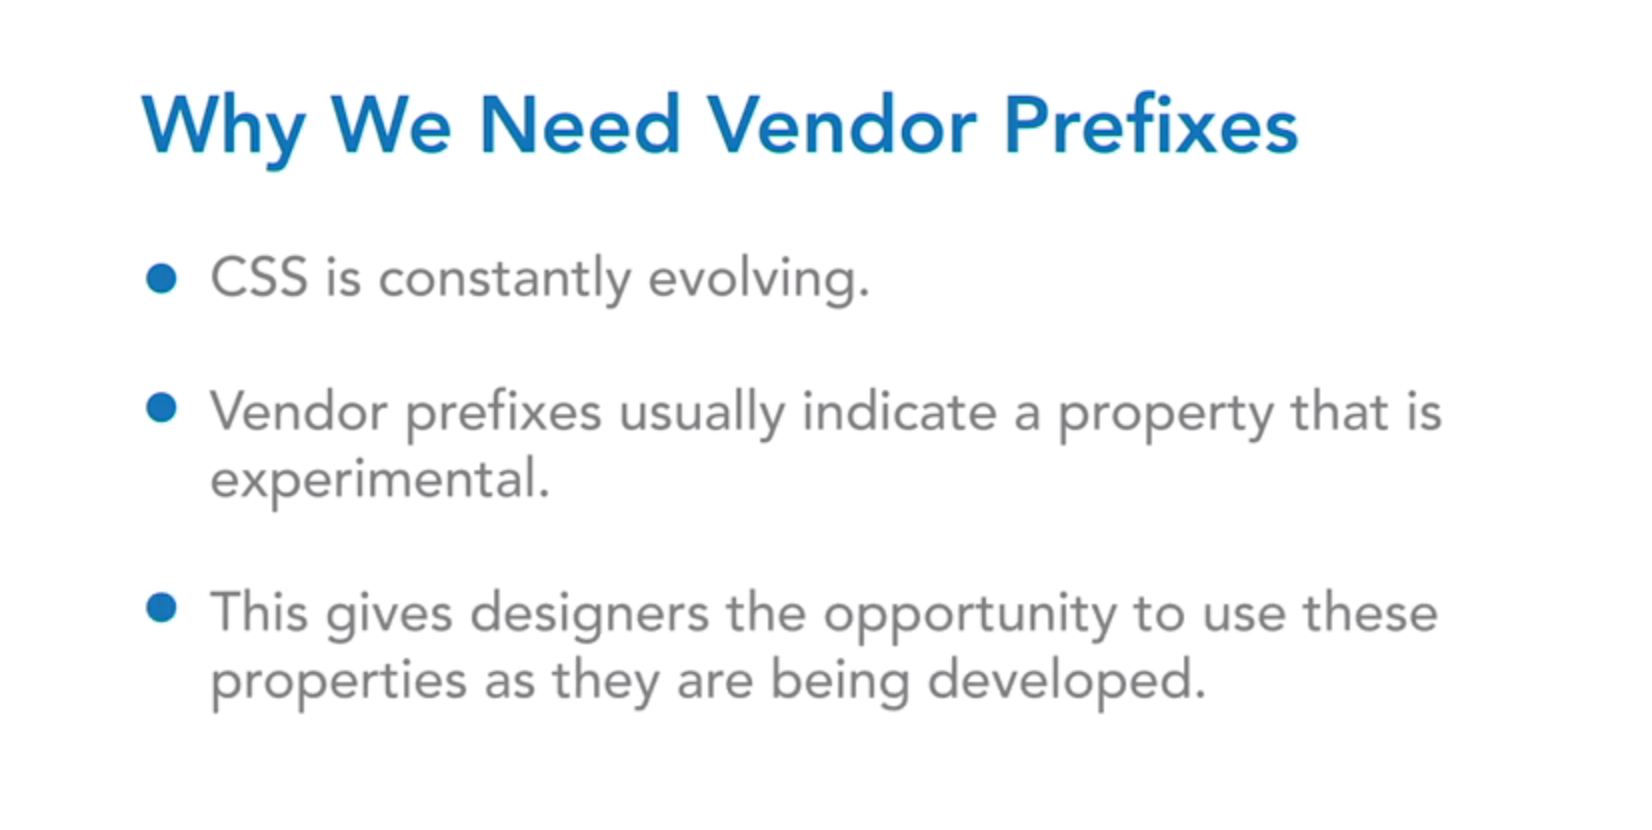 Why We Need Vendor Prefixes
CSS is constantly evolving.
Vendor prefixes usually indicate a property that is
experimental.
This gives designers the opportunity to use these
properties as they are being developed.